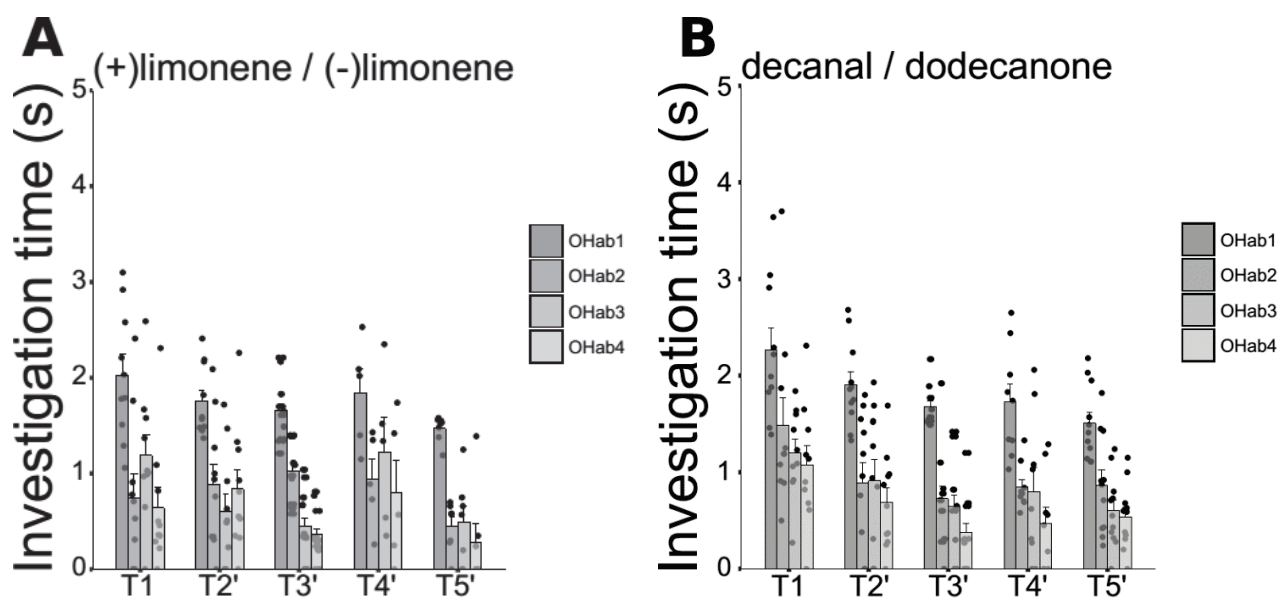 A
(+)limonene / (-)limonene
Investigation time (s)
5
4
3
2
1
0
T1 T2' T3' T4' T5'
OHab1
OHab2
OHab3
OHab4
B
decanal / dodecanone
Investigation time (s)
5
4
3
2
1
0
T1 T2' T3' T4' T5'
OHab1
OHab2
OHab3
OHab4